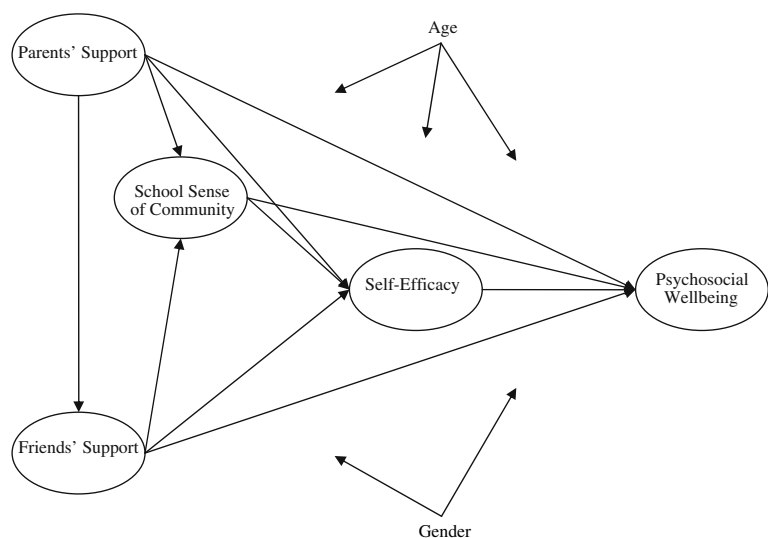 Age
Parents’ Support
School Sense
of Community
Self-Efficacy
Psychosocial
Wellbeing
Friends’ Support
Gender